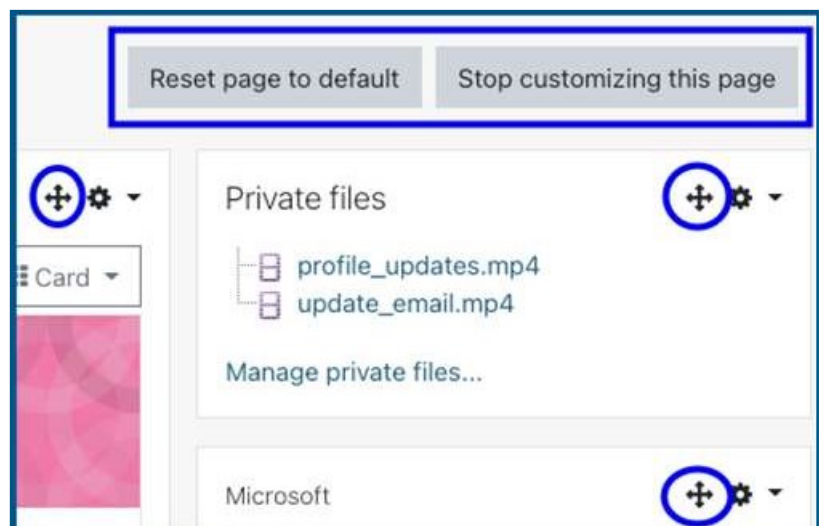 Reset page to default
Stop customizing this page
Card
Private files
profile_updates.mp4
update_email.mp4
Manage private files...
Microsoft